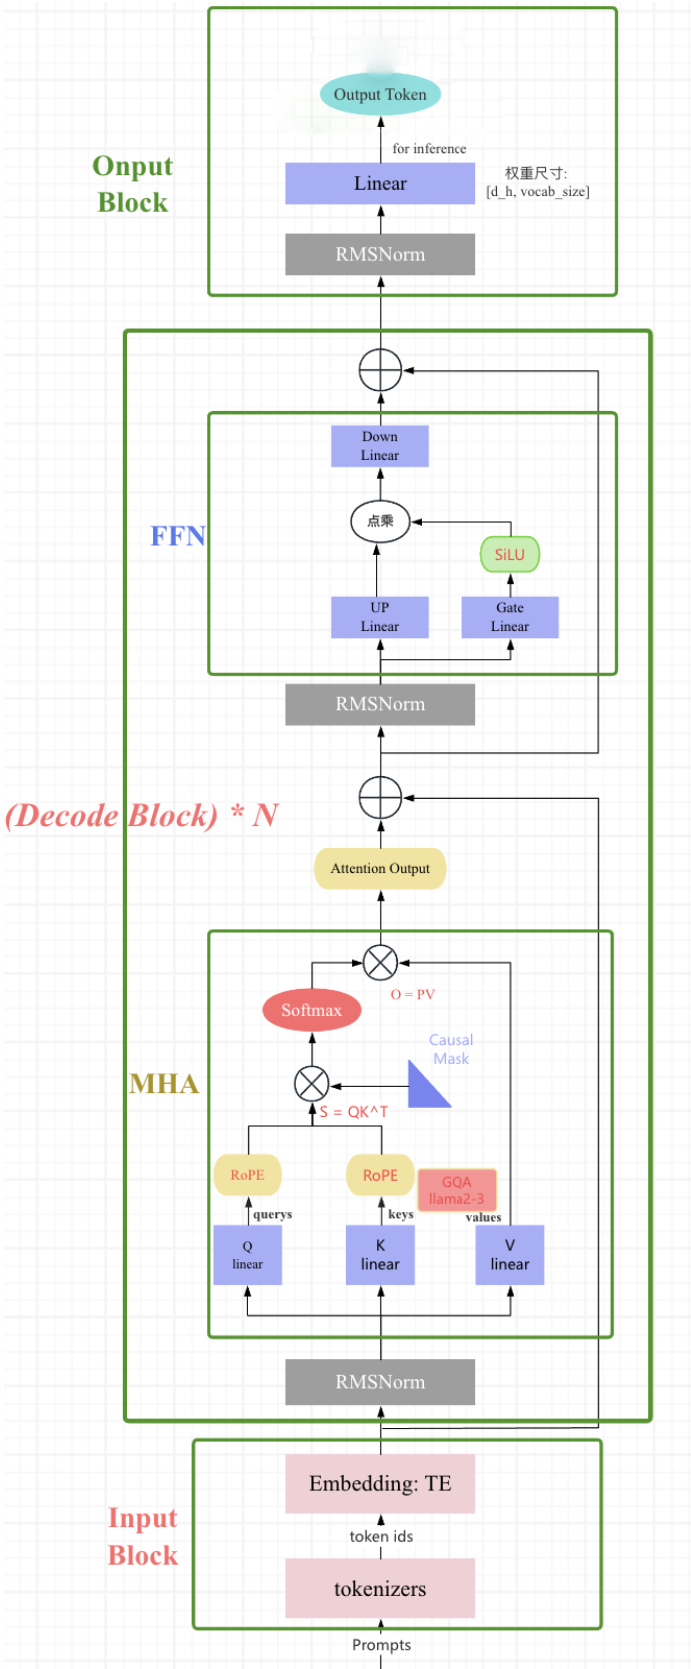 Output Token
for inference
Onput
Block
Linear
权重尺寸:
[d_h, vocab_size]
RMSNorm
Down
Linear
点乘
FFN
SiLU
UP
Linear
Gate
Linear
RMSNorm
(Decode Block) * N
Attention Output
O = PV
Softmax
Causal
Mask
MHA
S = QK^T
RoPE
RoPE
GQA
llama2-3
querys
keys
values
Q
linear
K
linear
V
linear
RMSNorm
Embedding: TE
Input
Block
token ids
tokenizers
Prompts